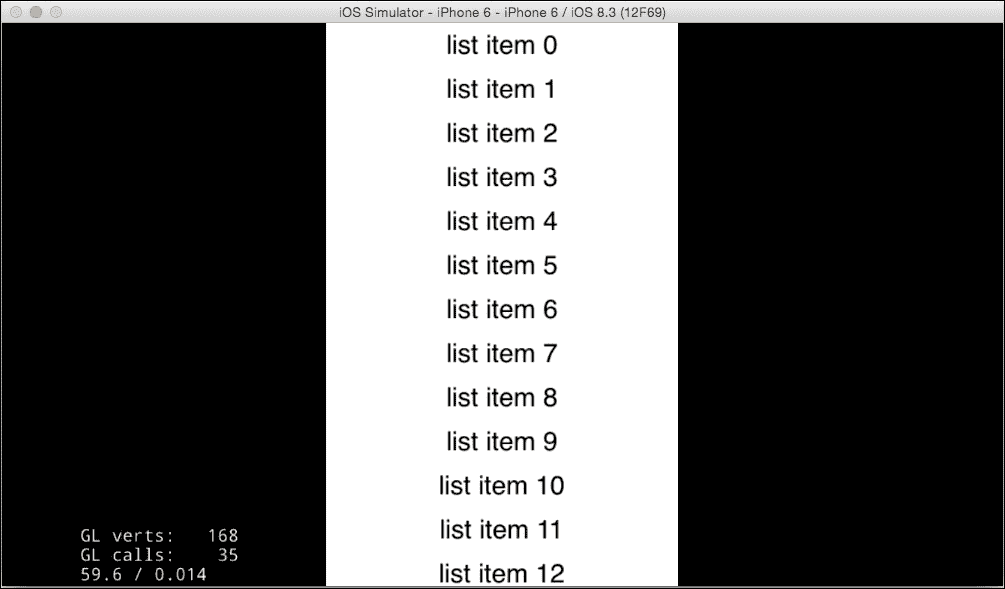 iOS Simulator - iPhone 6 - iPhone 6 / iOS 8.3 (12F69)
list item 0
list item 1
list item 2
list item 3
list item 4
list item 5
list item 6
list item 7
list item 8
list item 9
list item 10
list item 11
list item 12
GL verts: 168
GL calls: 35
59.6 / 0.014